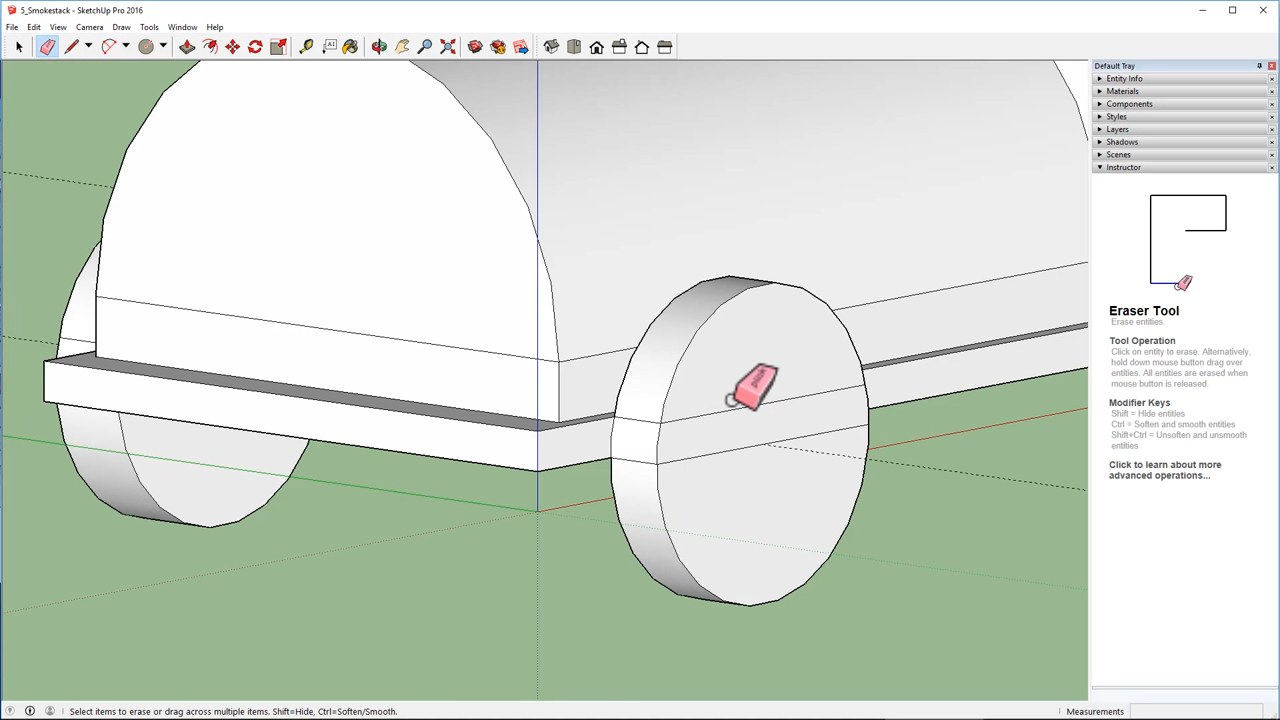 5_Smokestack - SketchUp Pro 2016
File Edit View Camera Draw Tools Window Help
A1
Default Tray
Entity Info
Materials
Components
Styles
Layers
Shadows
Scenes
Instructor
Eraser Tool
Erase entities.
Tool Operation
Click on entity to erase. Alternatively,
hold down mouse button drag over
entities. All entities are erased when
mouse button is released.
Modifier Keys
Shift = Hide entities
Ctrl = Soften and smooth entities
Shift+Ctrl = Unsoften and unsmooth
entities
Click to learn about more
advanced operations...
Select items to erase or drag across multiple items. Shift=Hide, Ctrl=Soften/Smooth.
Measurements